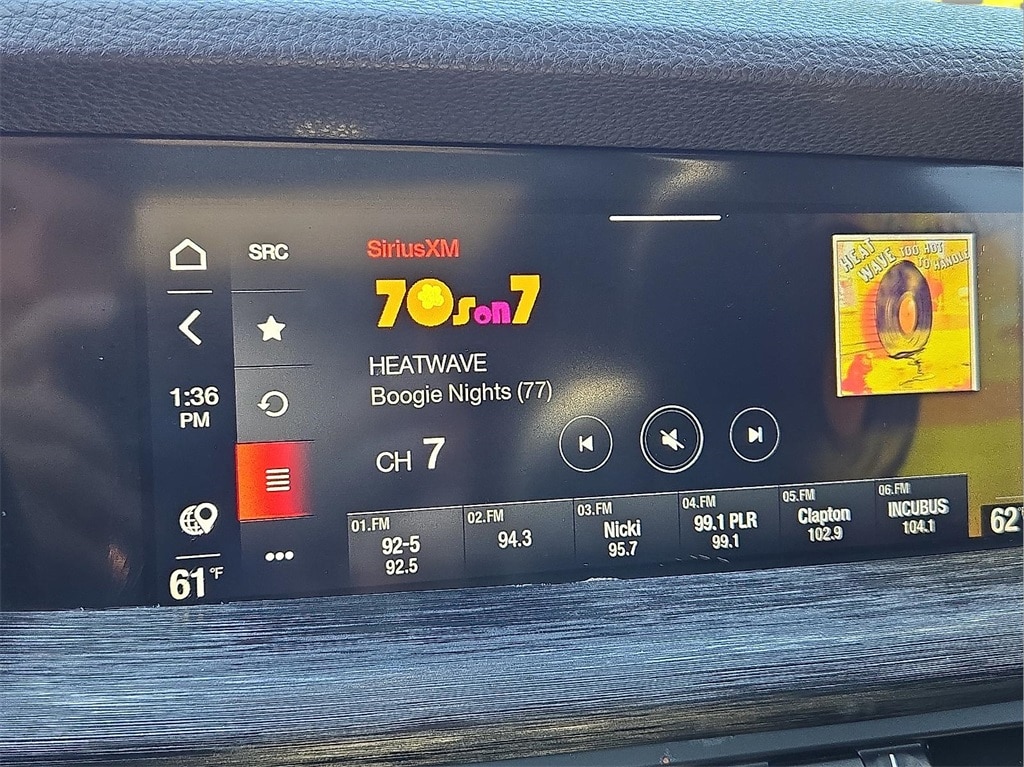 SRC
SiriusXM
70s on 7
HEATWAVE
Boogie Nights (77)
CH 7
1:36
PM
61°F
HEAT
WAVE
TOO HOT
TO HANDLE
01.FM
92-5
92.5
02.FM
94.3
03.FM
Nicki
95.7
04.FM
99.1 PLR
99.1
05.FM
Clapton
102.9
06.FM
INCUBUS
104.1
62°